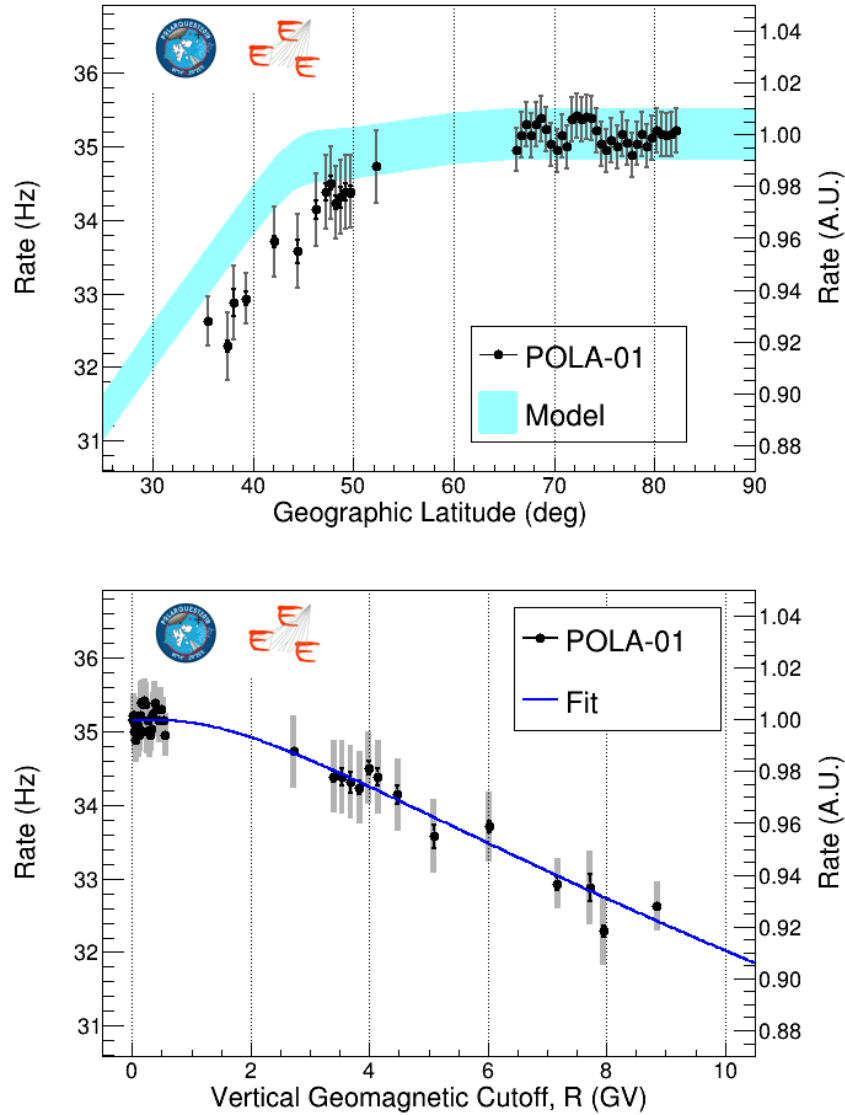 36
35
34
33
32
31
Rate (Hz)
1.04
1.02
1.00
0.98
0.96
0.94
0.92
0.90
0.88
Rate (A.U.)
POLARQUEST2018
E E E
POLA-01
Model
30 40 50 60 70 80 90
Geographic Latitude (deg)
36
35
34
33
32
31
Rate (Hz)
1.04
1.02
1.00
0.98
0.96
0.94
0.92
0.90
0.88
Rate (A.U.)
POLARQUEST2018
E E E
POLA-01
Fit
0 2 4 6 8 10
Vertical Geomagnetic Cutoff, R (GV)